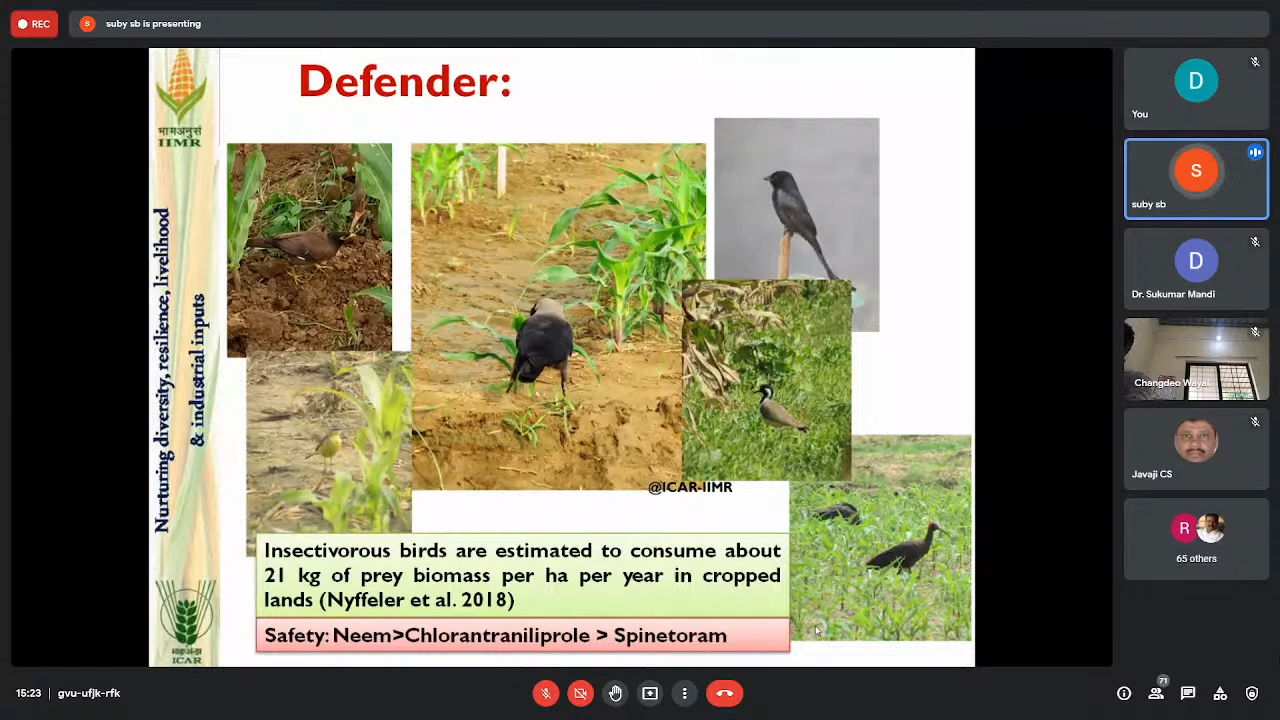 REC
S
suby sb is presenting
Defender:
भामअनुसं
IIMR
Nurturing diversity, resilience, livelihood
& industrial inputs
@ICAR-IIMR
Insectivorous birds are estimated to consume about
21 kg of prey biomass per ha per year in cropped
lands (Nyffeler et al. 2018)
Safety: Neem>Chlorantraniliprole > Spinetoram
भाकृअनुप
ICAR
D
You
S
suby sb
D
Dr. Sukumar Mandi
Changdeo Wayal
Javaji CS
R
65 others
15:23
gvu-ufjk-rfk
71